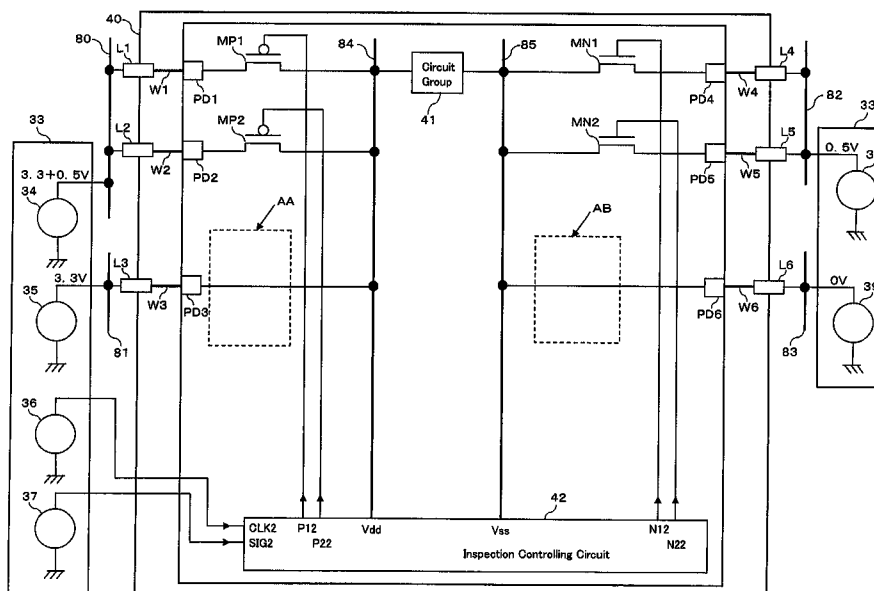 40
80
L1
MP1
84
85
MN1
L4
W1
PD1
Circuit Group
41
PD4
W4
82
L2
MP2
MN2
L5
33
33
W2
PD2
PD5
W5
0. 5V
3. 3+0. 5V
34
AA
AB
L3
L6
3. 3V
0V
35
W3
PD3
PD6
W6
39
81
83
36
37
42
CLK2
P12
Vdd
Vss
N12
SIG2
P22
N22
Inspection Controlling Circuit